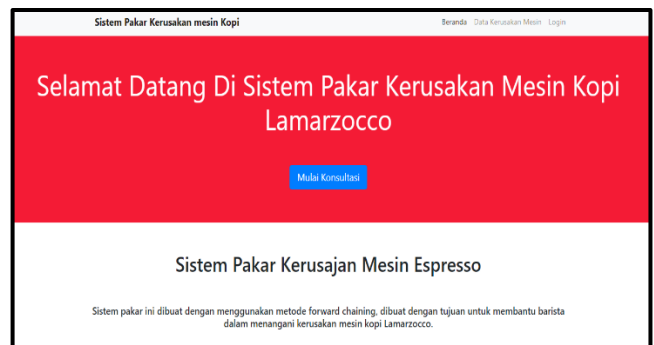 Sistem Pakar Kerusakan mesin Kopi
Beranda Data Kerusakan Mesin Login
Selamat Datang Di Sistem Pakar Kerusakan Mesin Kopi
Lamarzocco
Mulai Konsultasi
Sistem Pakar Kerusajan Mesin Espresso
Sistem pakar ini dibuat dengan menggunakan metode forward chaining, dibuat dengan tujuan untuk membantu barista
dalam menangani kerusakan mesin kopi Lamarzocco.